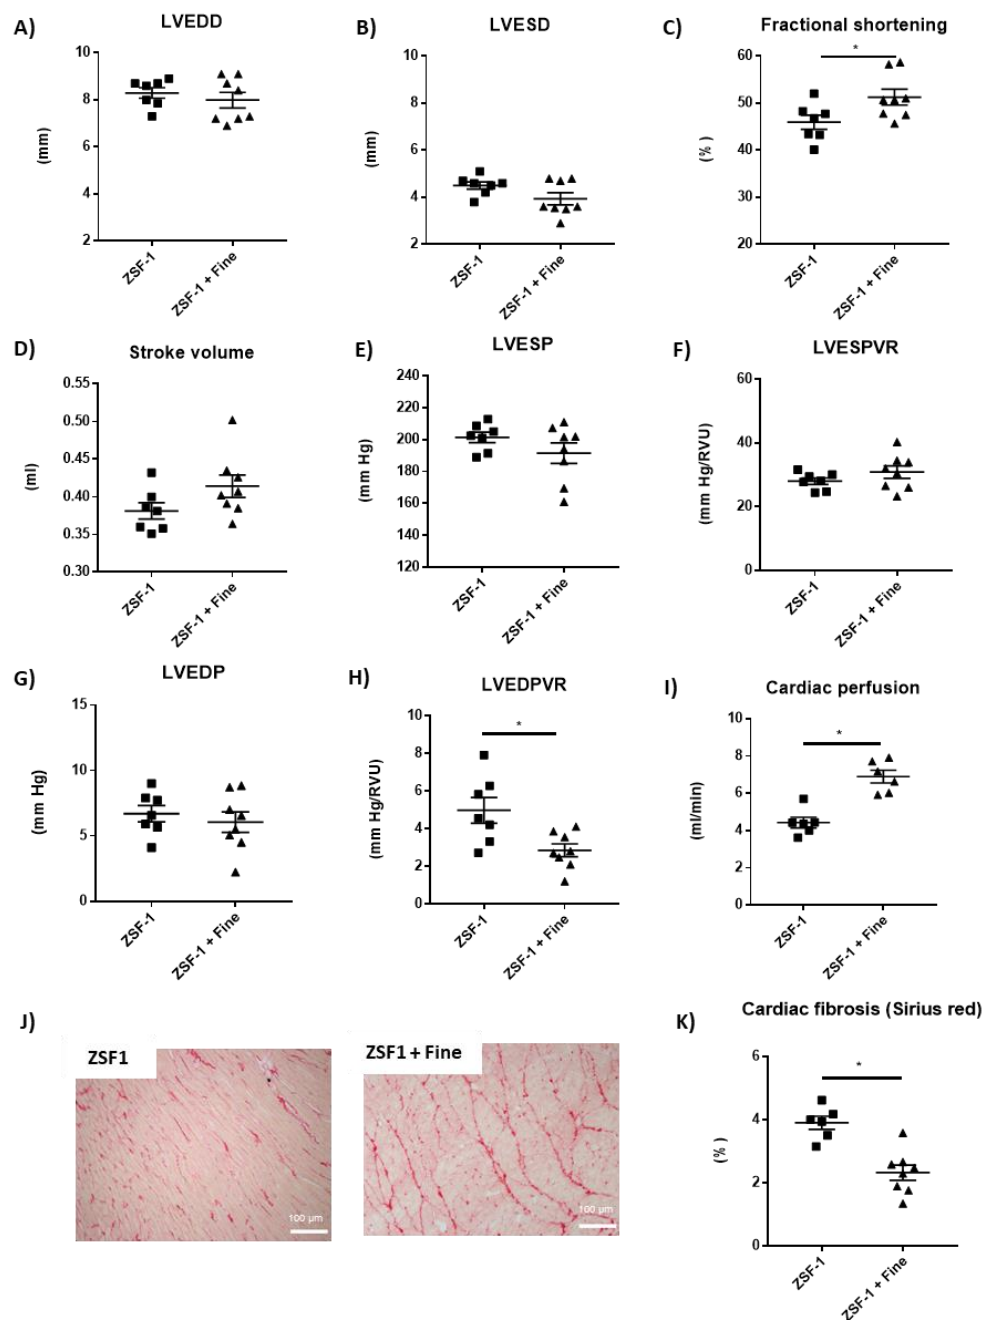 A)
LVEDD
10
8
6
4
2
(mm)
ZSF-1
ZSF-1 + Fine
B)
LVESD
10
8
6
4
2
(mm)
ZSF-1
ZSF-1 + Fine
C)
Fractional shortening
*
60
50
40
30
20
(% )
ZSF-1
ZSF-1 + Fine
D)
Stroke volume
0.55
0.50
0.45
0.40
0.35
0.30
(ml)
ZSF-1
ZSF-1 + Fine
E)
LVESP
240
220
200
180
160
140
120
(mm Hg)
ZSF-1
ZSF-1 + Fine
F)
LVESPVR
60
40
20
0
(mm Hg/RVU)
ZSF-1
ZSF-1 + Fine
G)
LVEDP
15
10
5
0
(mm Hg)
ZSF-1
ZSF-1 + Fine
H)
LVEDPVR
*
10
8
6
4
2
0
(mm Hg/RVU)
ZSF-1
ZSF-1 + Fine
I)
Cardiac perfusion
*
10
8
6
4
2
0
(ml/min)
ZSF-1
ZSF-1 + Fine
J)
ZSF1
100 µm
ZSF1 + Fine
100 µm
K)
Cardiac fibrosis (Sirius red)
*
6
4
2
0
(% )
ZSF-1
ZSF-1 + Fine